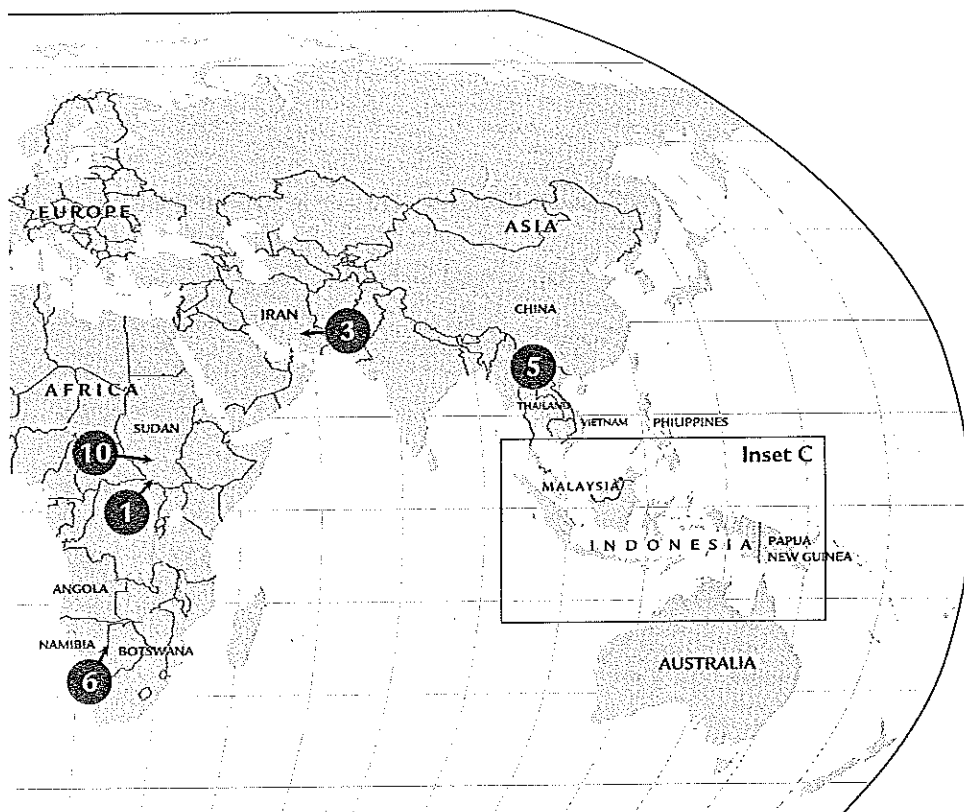 EUROPE
ASIA
IRAN
CHINA
3
5
AFRICA
THAILAND
SUDAN
VIETNAM
PHILIPPINES
10
Inset C
MALAYSIA
1
INDONESIA
PAPUA
NEW GUINEA
ANGOLA
NAMIBIA
BOTSWANA
AUSTRALIA
6